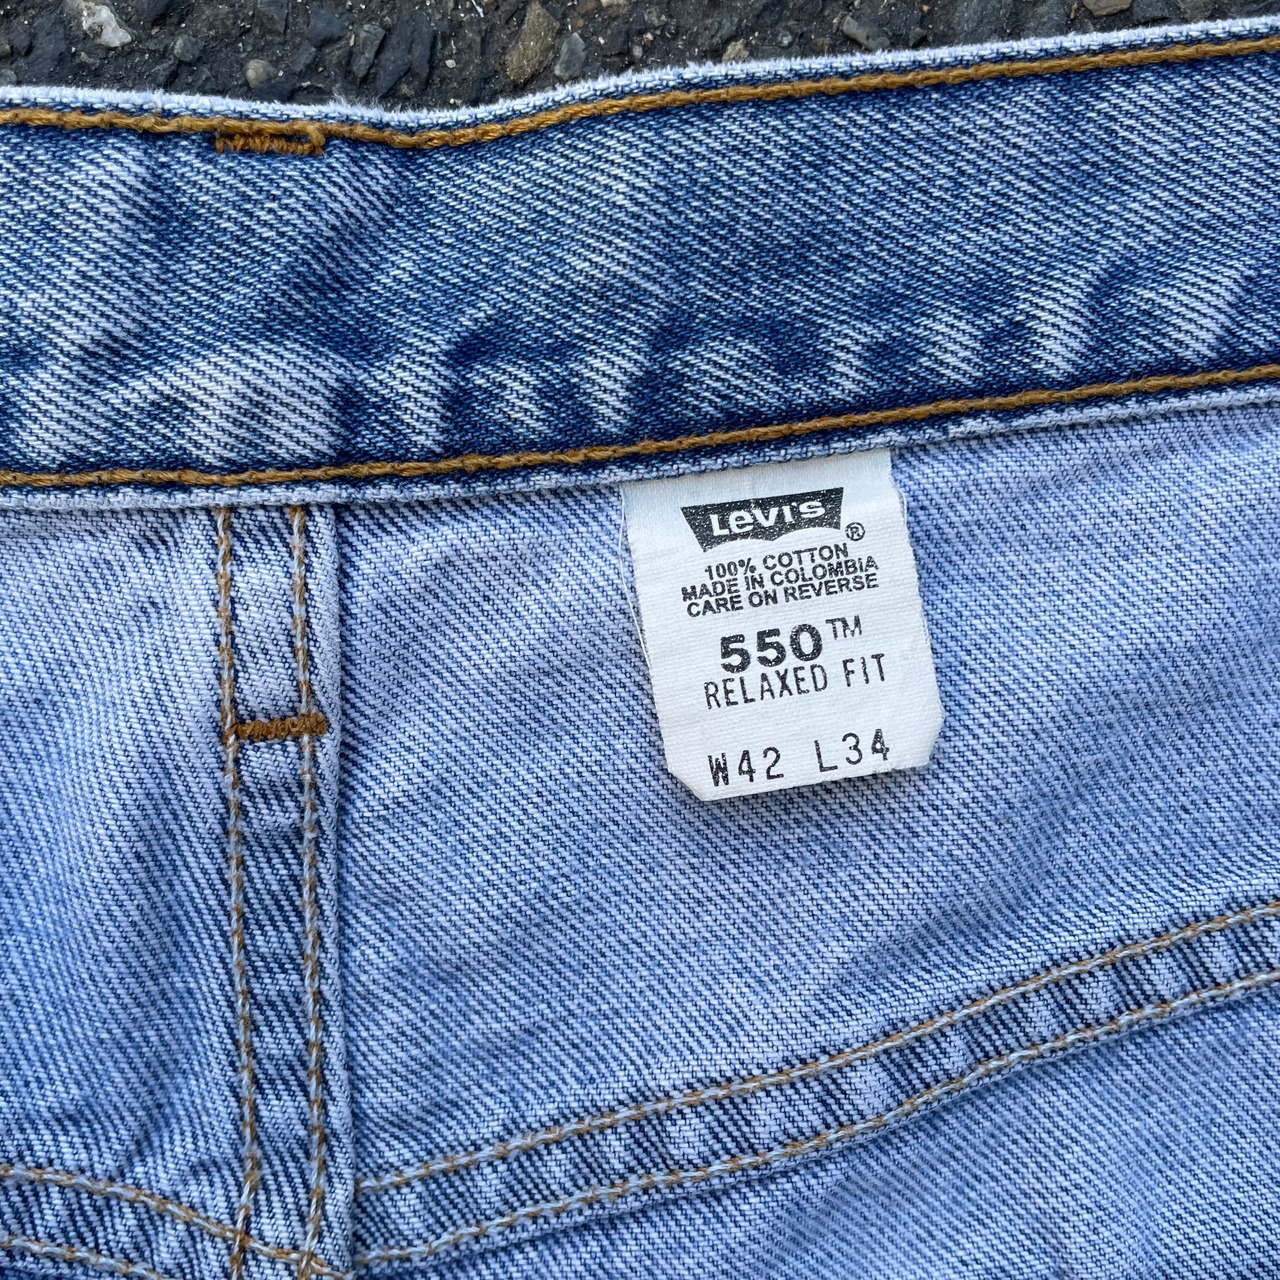 Levi's®
100% COTTON
MADE IN COLOMBIA
CARE ON REVERSE
550™
RELAXED FIT
W42 L34